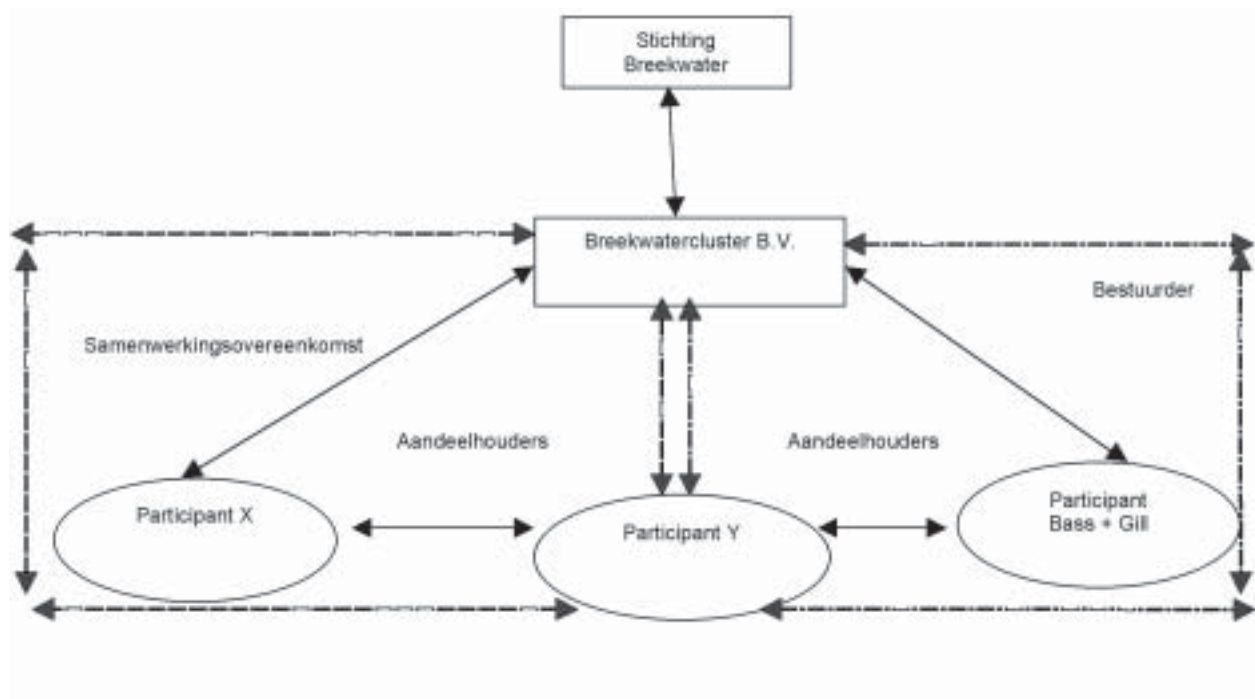 Stichting
Breekwater
Breekwatercluster B.V.
Bestuurder
Samenwerkingsovereenkomst
Aandeelhouders
Aandeelhouders
Participant X
Participant Y
Participant
Bass + Gill